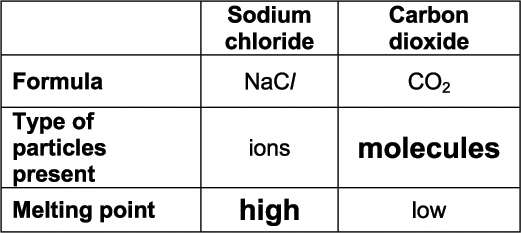 Sodium chloride Carbon dioxide
Formula NaCl CO₂
Type of particles present ions molecules
Melting point high low